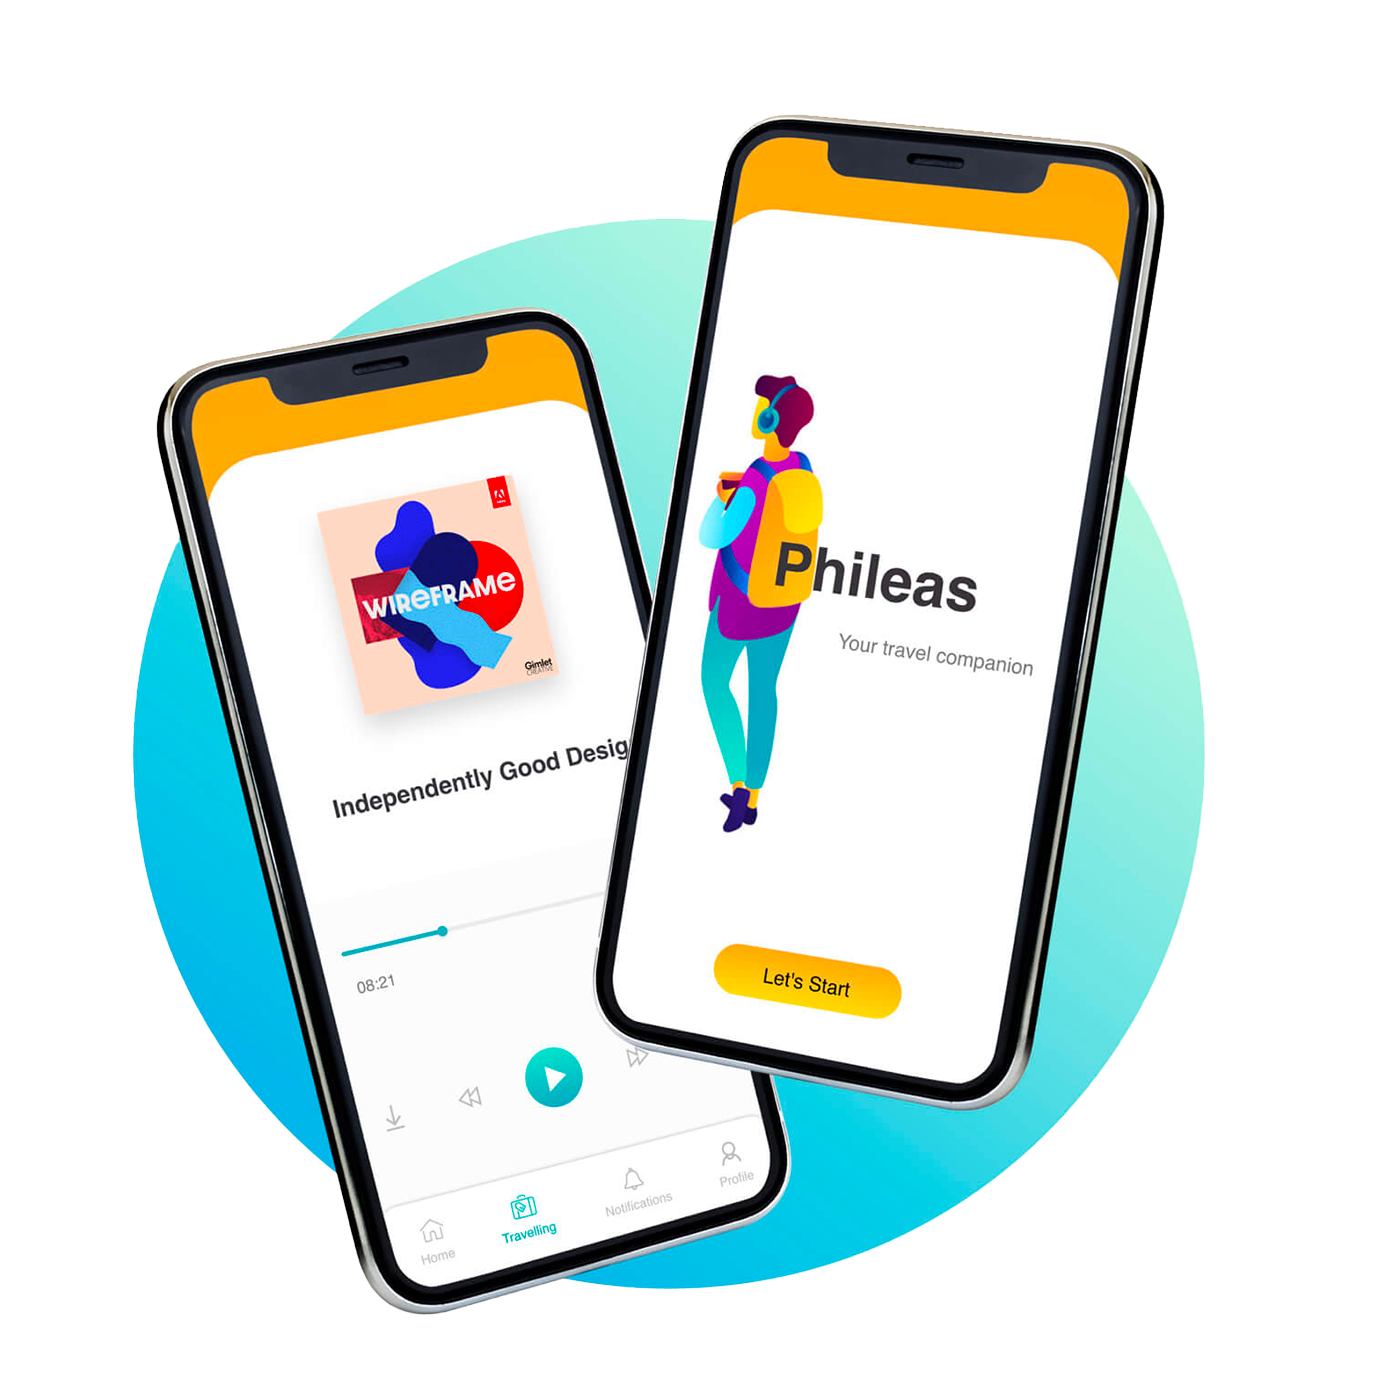 WIREFRAME
Gimlet
CREATIVE
Independently Good Desig
08:21
Home
Travelling
Notifications
Profile
Phileas
Your travel companion
Let's Start